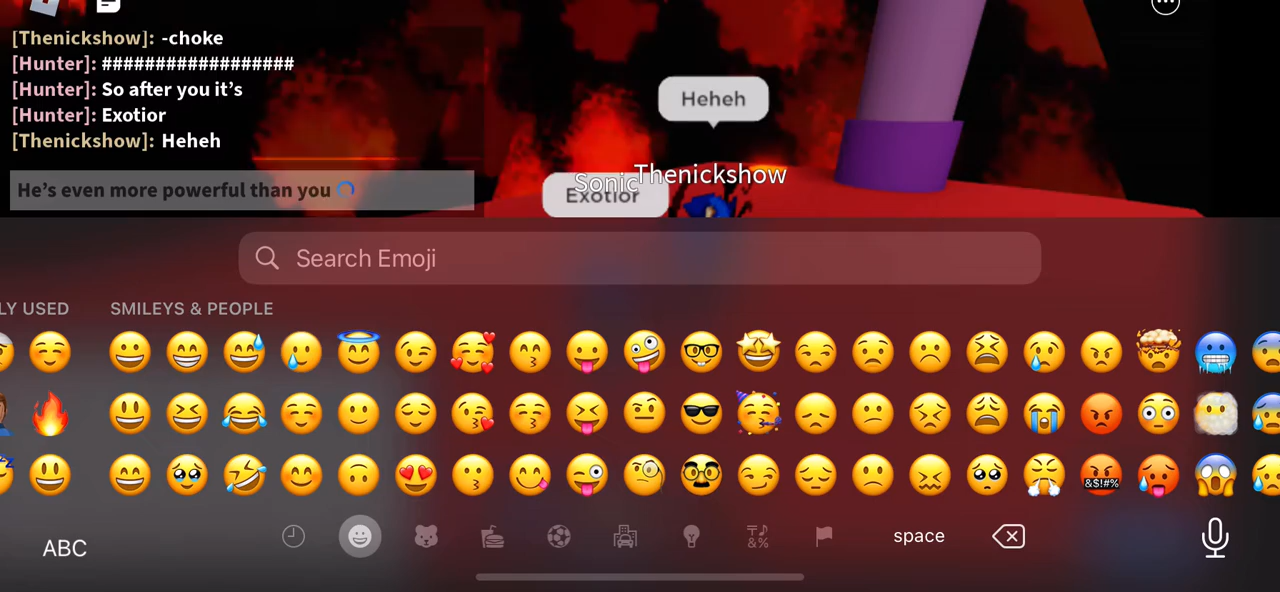 [Thenickshow]: -choke
[Hunter]: #################
[Hunter]: So after you it's
[Hunter]: Exotior
[Thenickshow]: Heheh
He's even more powerful than you
Heheh
Thenickshow
Sonic
Exotior
Search Emoji
LY USED
SMILEYS & PEOPLE
&$!#%
ABC
space